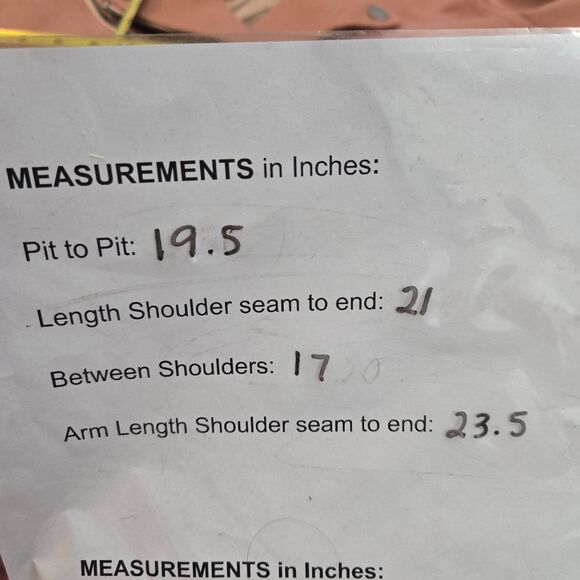 MEASUREMENTS in Inches:
Pit to Pit: 19.5
Length Shoulder seam to end: 21
Between Shoulders: 17
Arm Length Shoulder seam to end: 23.5
MEASUREMENTS in Inches: